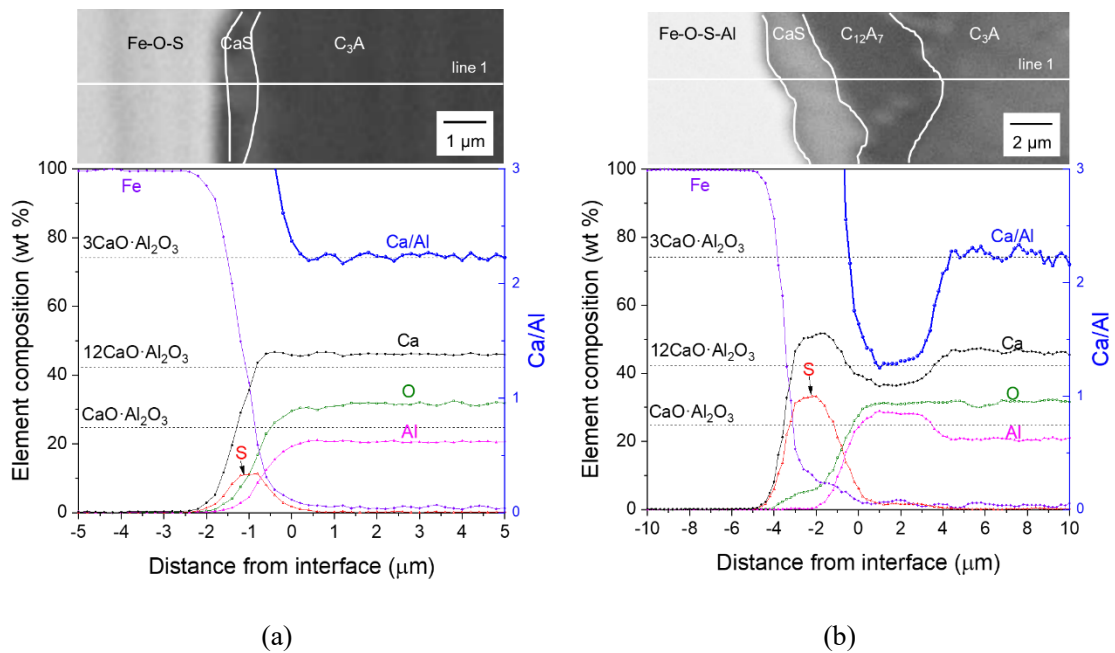 Fe-O-S
CaS
C₃A
line 1
1 μm
Element composition (wt %)
100
80
60
40
20
0
Fe
3CaO·Al₂O₃
12CaO·Al₂O₃
CaO·Al₂O₃
Ca/Al
Ca
O
Al
S
3
2
1
0
Ca/Al
-5 -4 -3 -2 -1 0 1 2 3 4 5
Distance from interface (μm)
(a)
Fe-O-S-Al
CaS
C₁₂A₇
C₃A
line 1
2 μm
Element composition (wt %)
100
80
60
40
20
0
Fe
3CaO·Al₂O₃
12CaO·Al₂O₃
CaO·Al₂O₃
Ca/Al
Ca
O
Al
S
3
2
1
0
Ca/Al
-10 -8 -6 -4 -2 0 2 4 6 8 10
Distance from interface (μm)
(b)